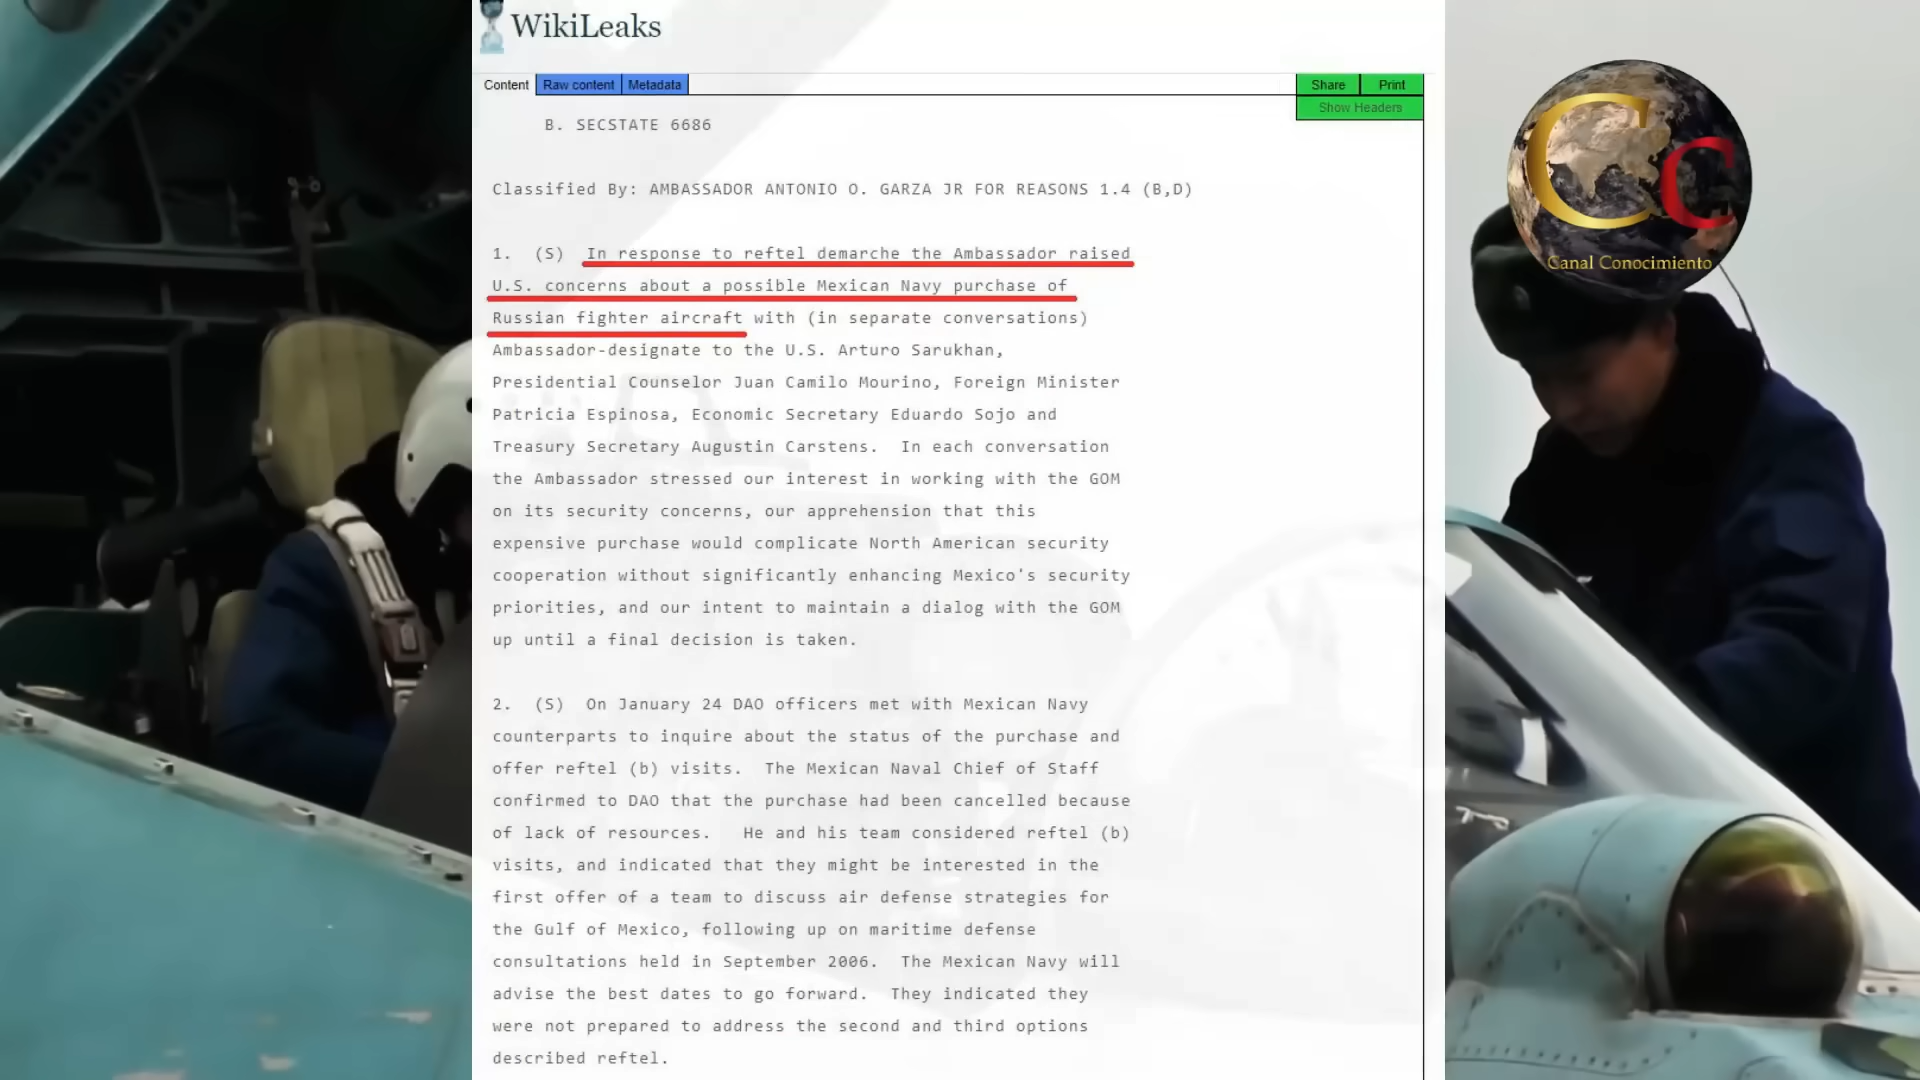 WikiLeaks
Content Raw content Metadata
Share Print
Show Headers
B. SECSTATE 6686
Classified By: AMBASSADOR ANTONIO O. GARZA JR FOR REASONS 1.4 (B,D)
1. (S) In response to reftel demarche the Ambassador raised
U.S. concerns about a possible Mexican Navy purchase of
Russian fighter aircraft with (in separate conversations)
Ambassador-designate to the U.S. Arturo Sarukhan,
Presidential Counselor Juan Camilo Mourino, Foreign Minister
Patricia Espinosa, Economic Secretary Eduardo Sojo and
Treasury Secretary Augustin Carstens. In each conversation
the Ambassador stressed our interest in working with the GOM
on its security concerns, our apprehension that this
expensive purchase would complicate North American security
cooperation without significantly enhancing Mexico's security
priorities, and our intent to maintain a dialog with the GOM
up until a final decision is taken.
2. (S) On January 24 DAO officers met with Mexican Navy
counterparts to inquire about the status of the purchase and
offer reftel (b) visits. The Mexican Naval Chief of Staff
confirmed to DAO that the purchase had been cancelled because
of lack of resources. He and his team considered reftel (b)
visits, and indicated that they might be interested in the
first offer of a team to discuss air defense strategies for
the Gulf of Mexico, following up on maritime defense
consultations held in September 2006. The Mexican Navy will
advise the best dates to go forward. They indicated they
were not prepared to address the second and third options
described reftel.
Cc
Canal Conocimiento